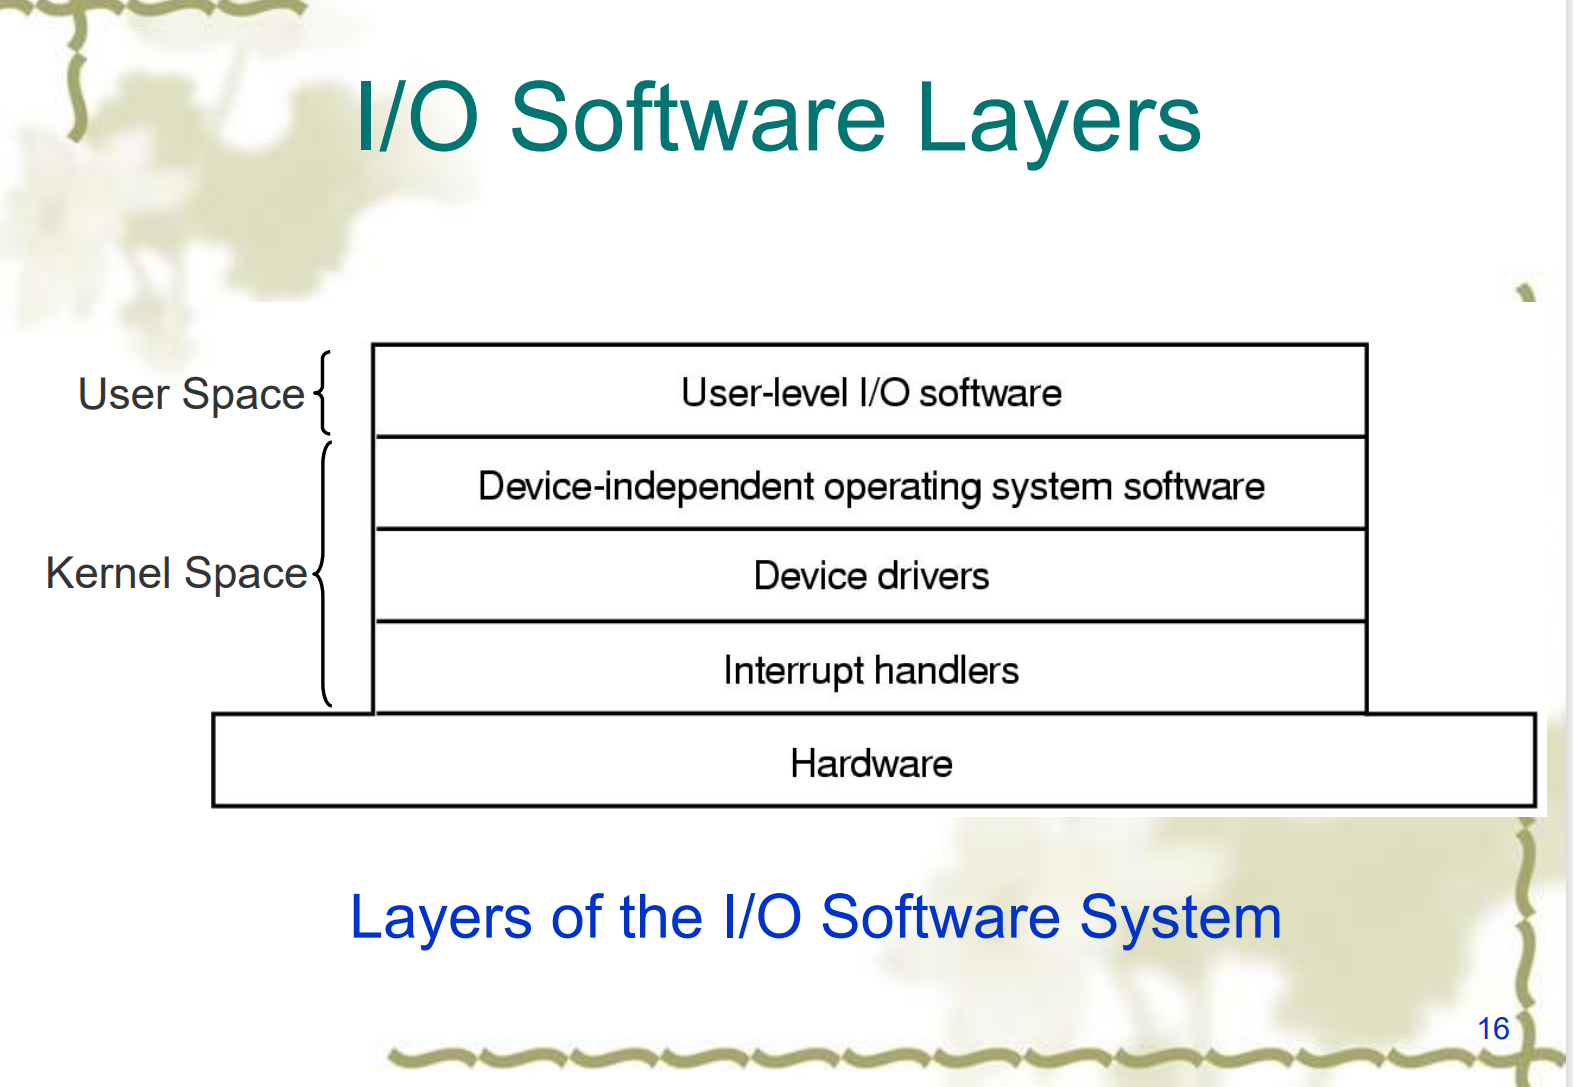 I/O Software Layers
User Space
User-level I/O software
Device-independent operating system software
Kernel Space
Device drivers
Interrupt handlers
Hardware
Layers of the I/O Software System
16